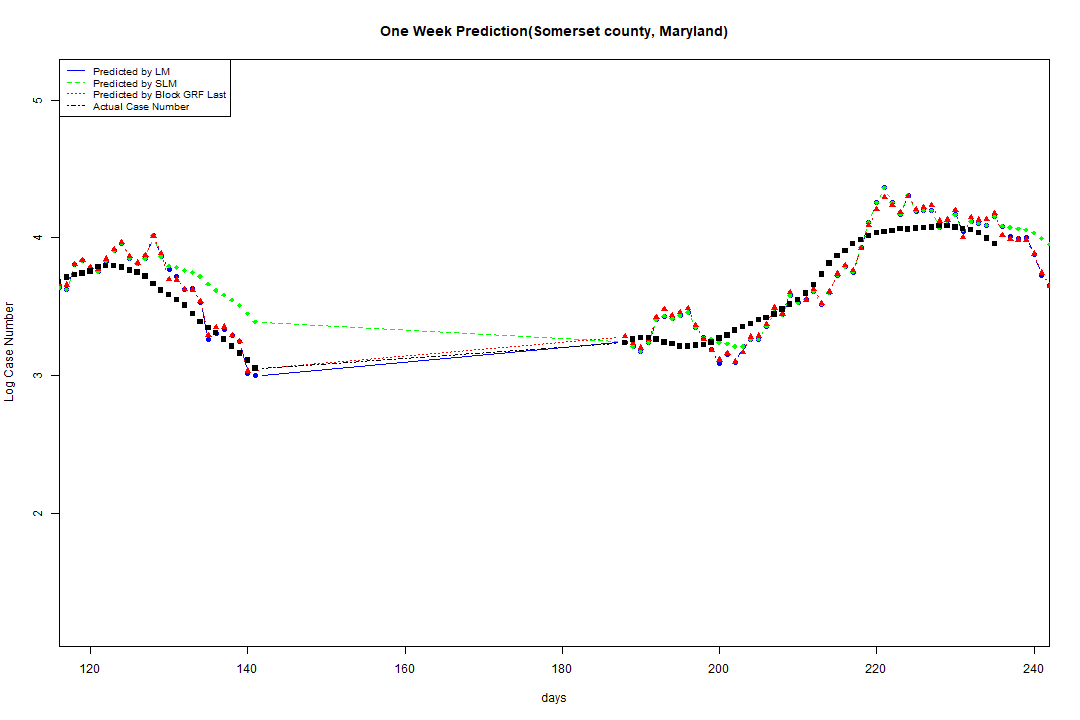 One Week Prediction(Somerset county, Maryland)
Predicted by LM
Predicted by SLM
Predicted by Block GRF Last
Actual Case Number
5
4
3
2
Log Case Number
120 140 160 180 200 220 240
days